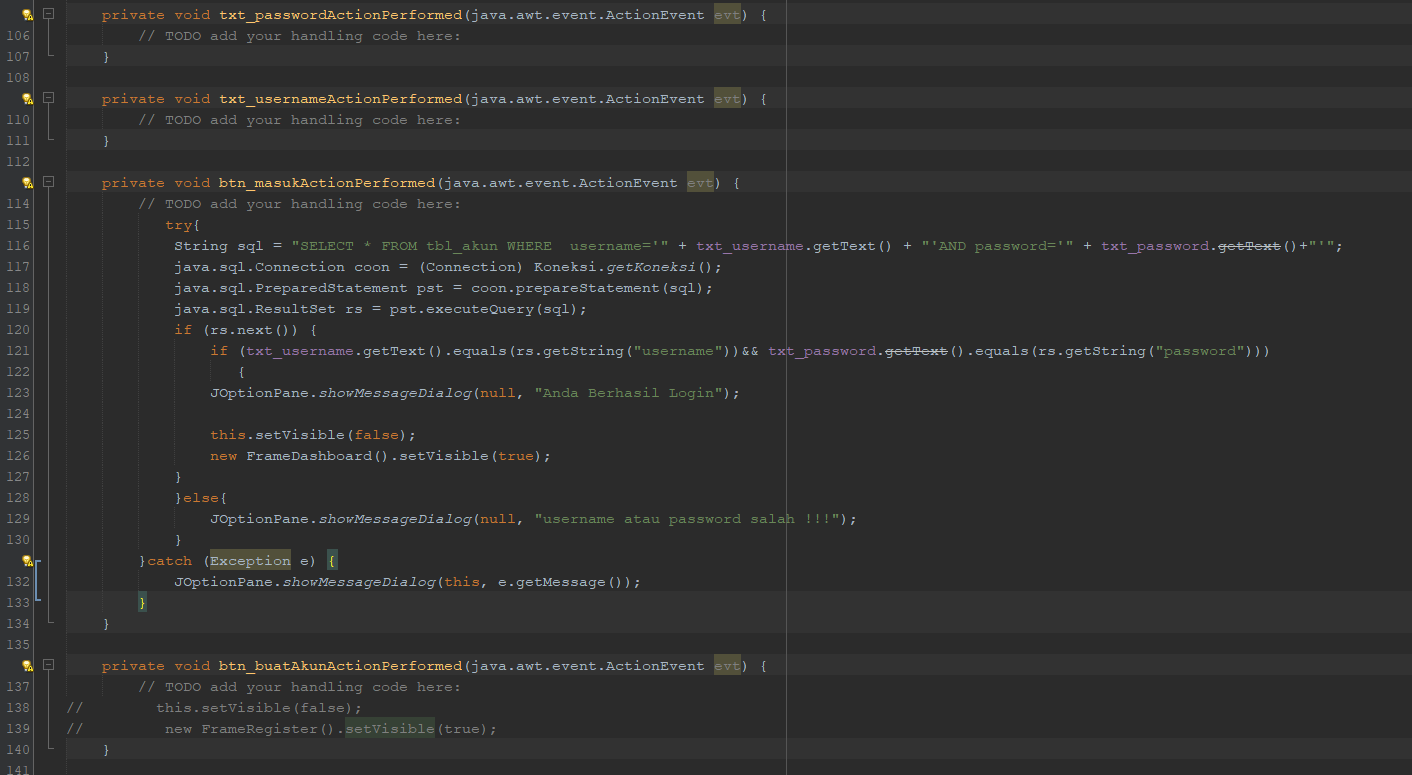 private void txt_passwordActionPerformed(java.awt.event.ActionEvent evt) {
106         // TODO add your handling code here:
107     }
108
    private void txt_usernameActionPerformed(java.awt.event.ActionEvent evt) {
110         // TODO add your handling code here:
111     }
112
    private void btn_masukActionPerformed(java.awt.event.ActionEvent evt) {
114         // TODO add your handling code here:
115            try{
116             String sql = "SELECT * FROM tbl_akun WHERE  username='" + txt_username.getText() + "'AND password='" + txt_password.getText()+"'";
117             java.sql.Connection coon = (Connection) Koneksi.getKoneksi();
118             java.sql.PreparedStatement pst = coon.prepareStatement(sql);
119             java.sql.ResultSet rs = pst.executeQuery(sql);
120             if (rs.next()) {
121                 if (txt_username.getText().equals(rs.getString("username"))&& txt_password.getText().equals(rs.getString("password")))
122                    {
123                 JOptionPane.showMessageDialog(null, "Anda Berhasil Login");
124
125                 this.setVisible(false);
126                 new FrameDashboard().setVisible(true);
127             }
128             }else{
129                 JOptionPane.showMessageDialog(null, "username atau password salah !!!");
130             }
        }catch (Exception e) {
132             JOptionPane.showMessageDialog(this, e.getMessage());
133         }
134     }
135
    private void btn_buatAkunActionPerformed(java.awt.event.ActionEvent evt) {
137         // TODO add your handling code here:
138 //        this.setVisible(false);
139 //         new FrameRegister().setVisible(true);
140     }
141